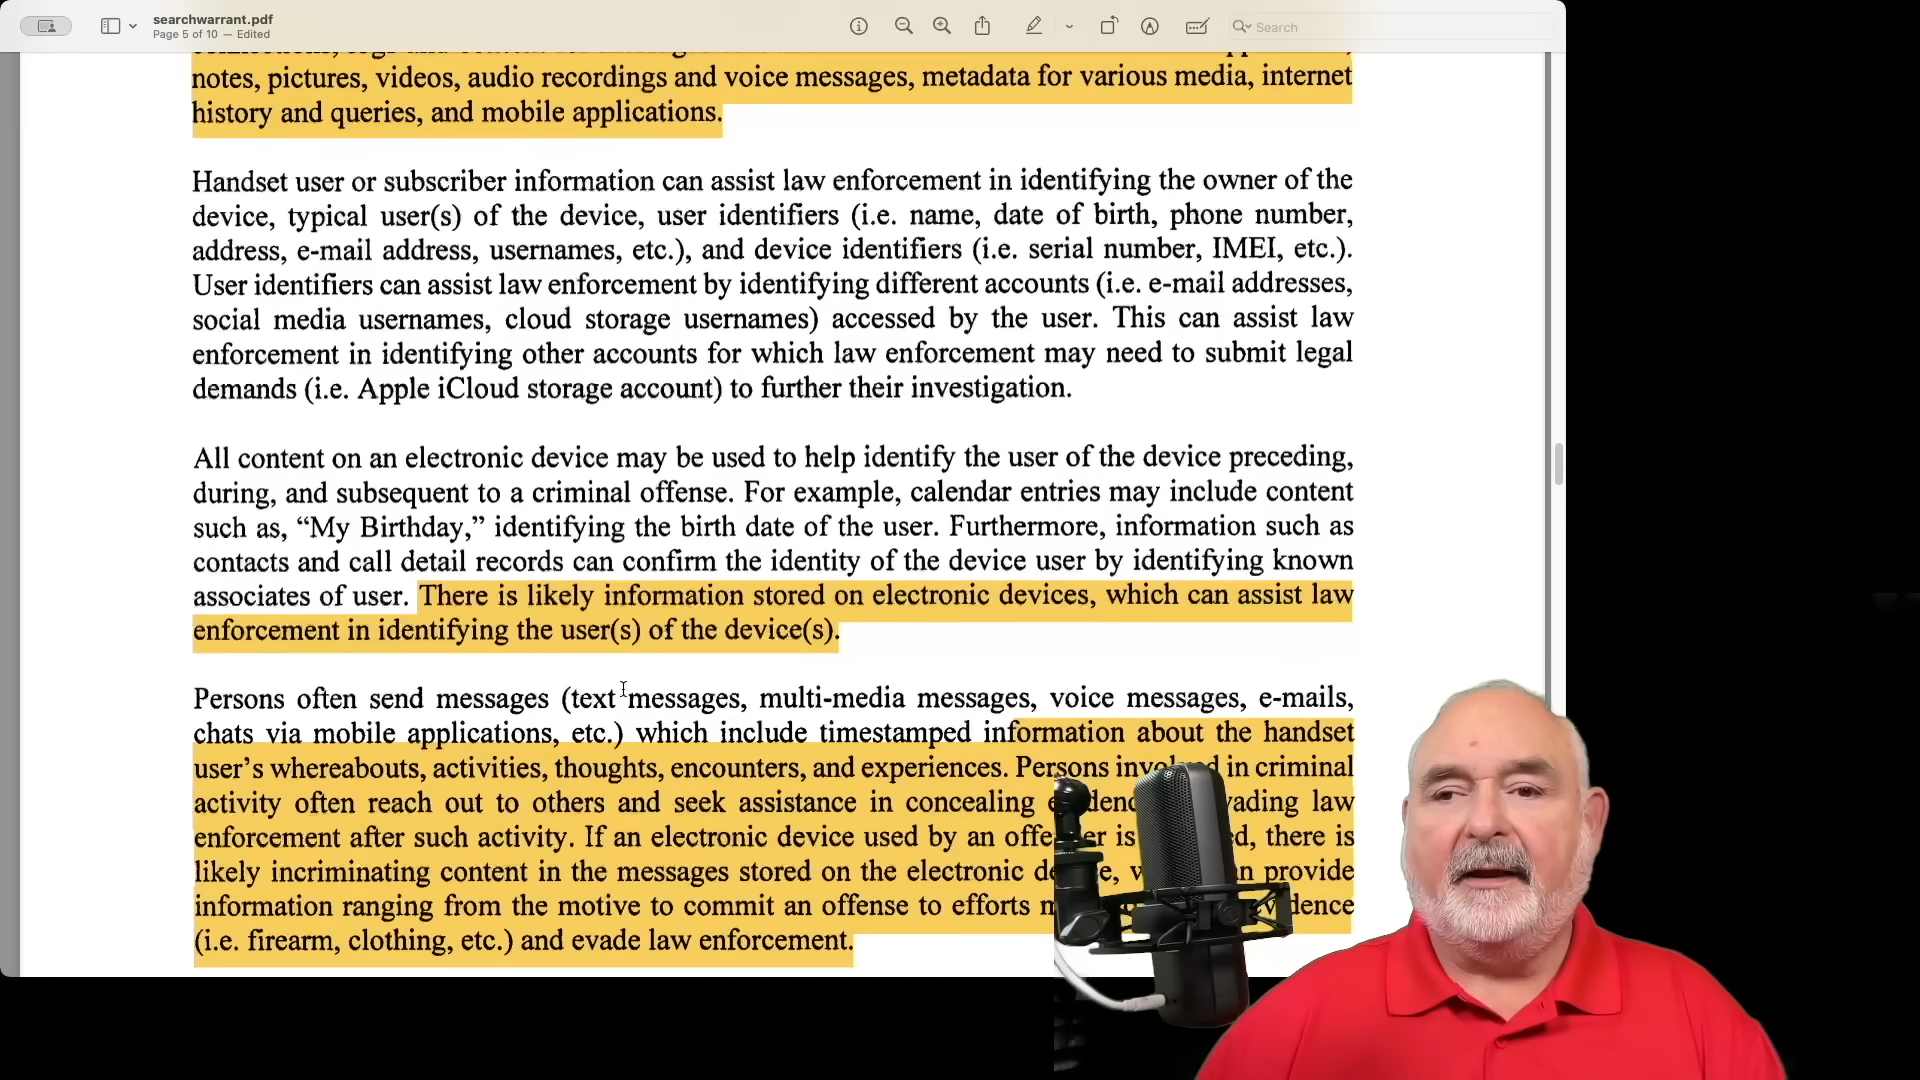 searchwarrant.pdf
Page 5 of 10 — Edited
Search
notes, pictures, videos, audio recordings and voice messages, metadata for various media, internet
history and queries, and mobile applications.
Handset user or subscriber information can assist law enforcement in identifying the owner of the
device, typical user(s) of the device, user identifiers (i.e. name, date of birth, phone number,
address, e-mail address, usernames, etc.), and device identifiers (i.e. serial number, IMEI, etc.).
User identifiers can assist law enforcement by identifying different accounts (i.e. e-mail addresses,
social media usernames, cloud storage usernames) accessed by the user. This can assist law
enforcement in identifying other accounts for which law enforcement may need to submit legal
demands (i.e. Apple iCloud storage account) to further their investigation.
All content on an electronic device may be used to help identify the user of the device preceding,
during, and subsequent to a criminal offense. For example, calendar entries may include content
such as, “My Birthday,” identifying the birth date of the user. Furthermore, information such as
contacts and call detail records can confirm the identity of the device user by identifying known
associates of user. There is likely information stored on electronic devices, which can assist law
enforcement in identifying the user(s) of the device(s).
Persons often send messages (text messages, multi-media messages, voice messages, e-mails,
chats via mobile applications, etc.) which include timestamped information about the handset
user’s whereabouts, activities, thoughts, encounters, and experiences. Persons in criminal
activity often reach out to others and seek assistance in concealing law
enforcement after such activity. If an electronic device used by an is there is
likely incriminating content in the messages stored on the electronic provide
information ranging from the motive to commit an offense to efforts
(i.e. firearm, clothing, etc.) and evade law enforcement.